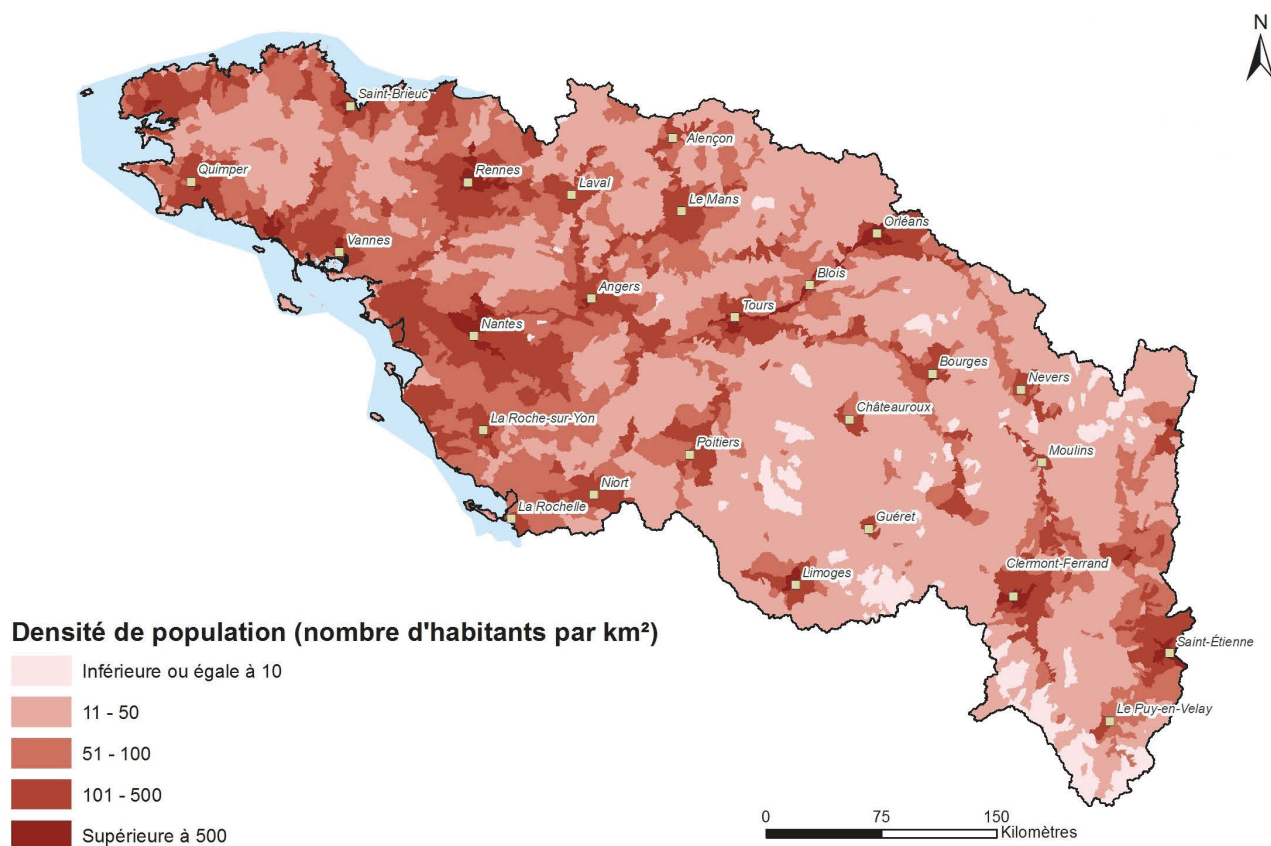 N
Saint-Brieuc
Alençon
Quimper
Rennes
Laval
Le Mans
Orléans
Vannes
Blois
Angers
Tours
Nantes
Bourges
Nevers
Châteauroux
La Roche-sur-Yon
Poitiers
Moulins
Niort
La Rochelle
Guéret
Clermont-Ferrand
Limoges
Saint-Étienne
Le Puy-en-Velay
Densité de population (nombre d'habitants par km²)
Inférieure ou égale à 10
11 - 50
51 - 100
101 - 500
Supérieure à 500
0 75 150
Kilomètres